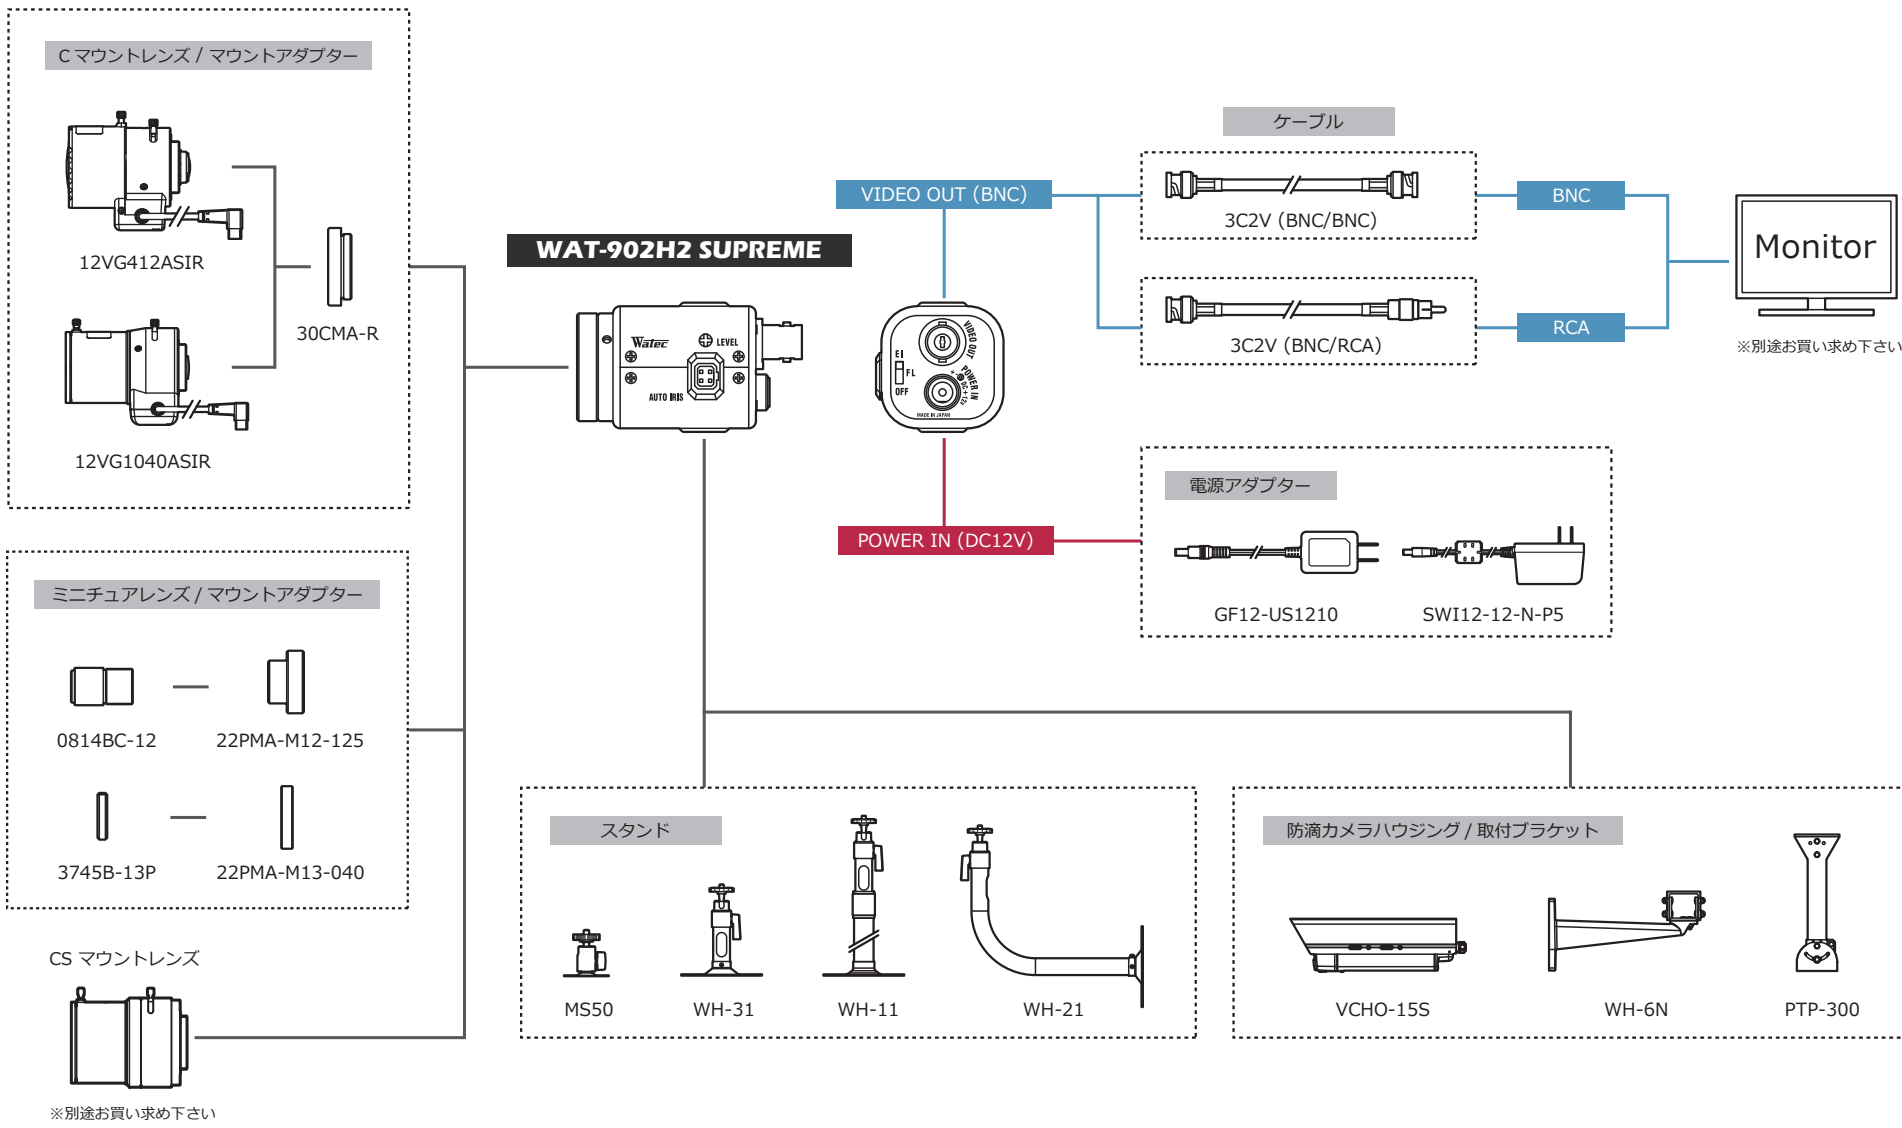 C マウントレンズ / マウントアダプター
12VG412ASIR
30CMA-R
12VG1040ASIR
ミニチュアレンズ / マウントアダプター
0814BC-12
22PMA-M12-125
3745B-13P
22PMA-M13-040
CS マウントレンズ
※別途お買い求め下さい
WAT-902H2 SUPREME
Watec
LEVEL
AUTO IRIS
VIDEO OUT (BNC)
VIDEO OUT
EI
FL
OFF
POWER IN
DC+12V
MADE IN JAPAN
POWER IN (DC12V)
ケーブル
3C2V (BNC/BNC)
BNC
3C2V (BNC/RCA)
RCA
Monitor
※別途お買い求め下さい
電源アダプター
GF12-US1210
SWI12-12-N-P5
スタンド
MS50
WH-31
WH-11
WH-21
防滴カメラハウジング / 取付ブラケット
VCHO-15S
WH-6N
PTP-300